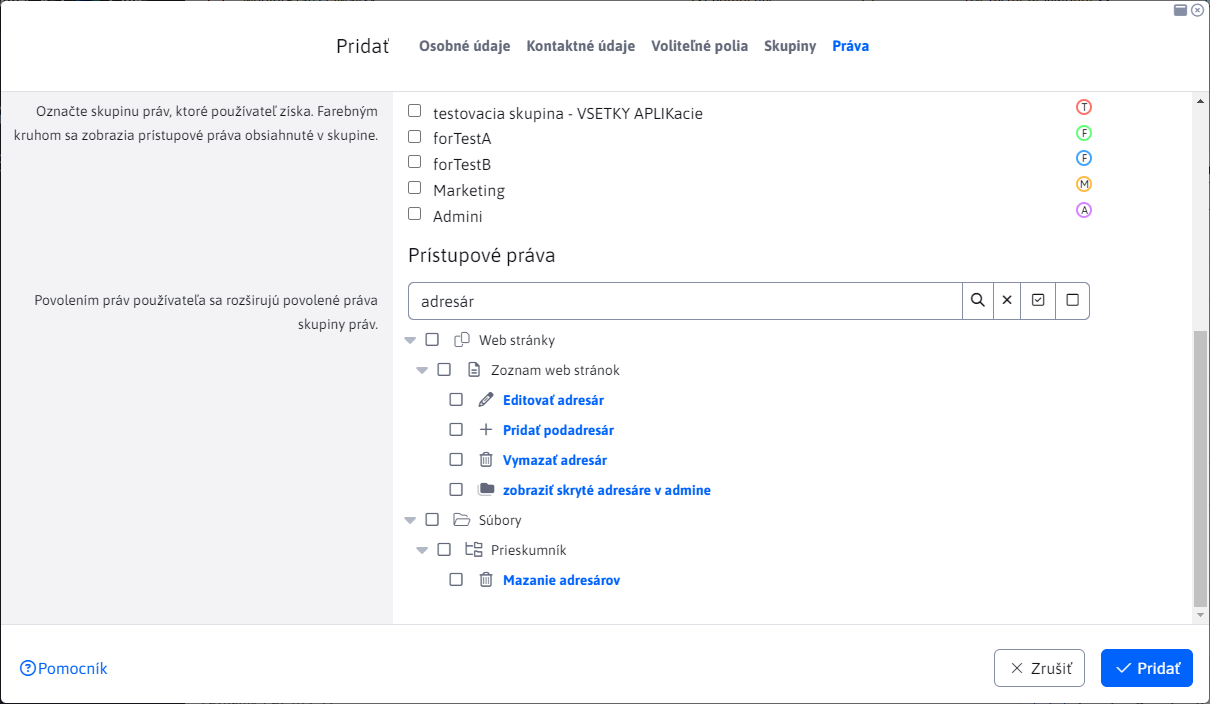 Pridať
Osobné údaje Kontaktné údaje Voliteľné polia Skupiny Práva
Označte skupinu práv, ktoré používateľ získa. Farebným
kruhom sa zobrazia prístupové práva obsiahnuté v skupine.
testovacia skupina - VSETKY APLIKacie T
forTestA F
forTestB F
Marketing M
Admini A
Prístupové práva
Povolením práv používateľa sa rozširujú povolené práva
skupiny práv.
adresár
Web stránky
Zoznam web stránok
Editovať adresár
Pridať podadresár
Vymazať adresár
zobraziť skryté adresáre v admine
Súbory
Prieskumník
Mazanie adresárov
Pomocník
Zrušiť
Pridať